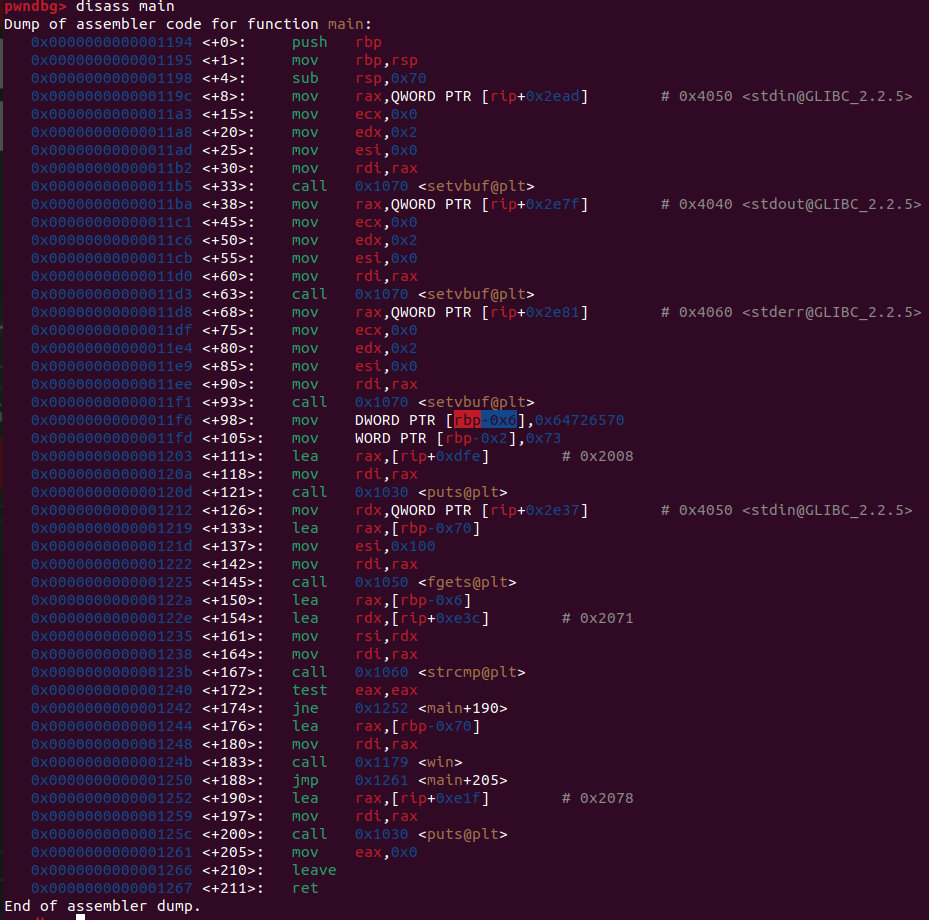 pwndbg> disass main
Dump of assembler code for function main:
0x0000000000001194 <+0>: push rbp
0x0000000000001195 <+1>: mov rbp,rsp
0x0000000000001198 <+4>: sub rsp,0x70
0x000000000000119c <+8>: mov rax,QWORD PTR [rip+0x2ead] # 0x4050 <stdin@GLIBC_2.2.5>
0x00000000000011a3 <+15>: mov ecx,0x0
0x00000000000011a8 <+20>: mov edx,0x2
0x00000000000011ad <+25>: mov esi,0x0
0x00000000000011b2 <+30>: mov rdi,rax
0x00000000000011b5 <+33>: call 0x1070 <setvbuf@plt>
0x00000000000011ba <+38>: mov rax,QWORD PTR [rip+0x2e7f] # 0x4040 <stdout@GLIBC_2.2.5>
0x00000000000011c1 <+45>: mov ecx,0x0
0x00000000000011c6 <+50>: mov edx,0x2
0x00000000000011cb <+55>: mov esi,0x0
0x00000000000011d0 <+60>: mov rdi,rax
0x00000000000011d3 <+63>: call 0x1070 <setvbuf@plt>
0x00000000000011d8 <+68>: mov rax,QWORD PTR [rip+0x2e81] # 0x4060 <stderr@GLIBC_2.2.5>
0x00000000000011df <+75>: mov ecx,0x0
0x00000000000011e4 <+80>: mov edx,0x2
0x00000000000011e9 <+85>: mov esi,0x0
0x00000000000011ee <+90>: mov rdi,rax
0x00000000000011f1 <+93>: call 0x1070 <setvbuf@plt>
0x00000000000011f6 <+98>: mov DWORD PTR [rbp-0x6],0x64726570
0x00000000000011fd <+105>: mov WORD PTR [rbp-0x2],0x73
0x0000000000001203 <+111>: lea rax,[rip+0xdfe] # 0x2008
0x000000000000120a <+118>: mov rdi,rax
0x000000000000120d <+121>: call 0x1030 <puts@plt>
0x0000000000001212 <+126>: mov rdx,QWORD PTR [rip+0x2e37] # 0x4050 <stdin@GLIBC_2.2.5>
0x0000000000001219 <+133>: lea rax,[rbp-0x70]
0x000000000000121d <+137>: mov esi,0x100
0x0000000000001222 <+142>: mov rdi,rax
0x0000000000001225 <+145>: call 0x1050 <fgets@plt>
0x000000000000122a <+150>: lea rax,[rbp-0x6]
0x000000000000122e <+154>: lea rdx,[rip+0xe3c] # 0x2071
0x0000000000001235 <+161>: mov rsi,rdx
0x0000000000001238 <+164>: mov rdi,rax
0x000000000000123b <+167>: call 0x1060 <strcmp@plt>
0x0000000000001240 <+172>: test eax,eax
0x0000000000001242 <+174>: jne 0x1252 <main+190>
0x0000000000001244 <+176>: lea rax,[rbp-0x70]
0x0000000000001248 <+180>: mov rdi,rax
0x000000000000124b <+183>: call 0x1179 <win>
0x0000000000001250 <+188>: jmp 0x1261 <main+205>
0x0000000000001252 <+190>: lea rax,[rip+0xe1f] # 0x2078
0x0000000000001259 <+197>: mov rdi,rax
0x000000000000125c <+200>: call 0x1030 <puts@plt>
0x0000000000001261 <+205>: mov eax,0x0
0x0000000000001266 <+210>: leave
0x0000000000001267 <+211>: ret
End of assembler dump.